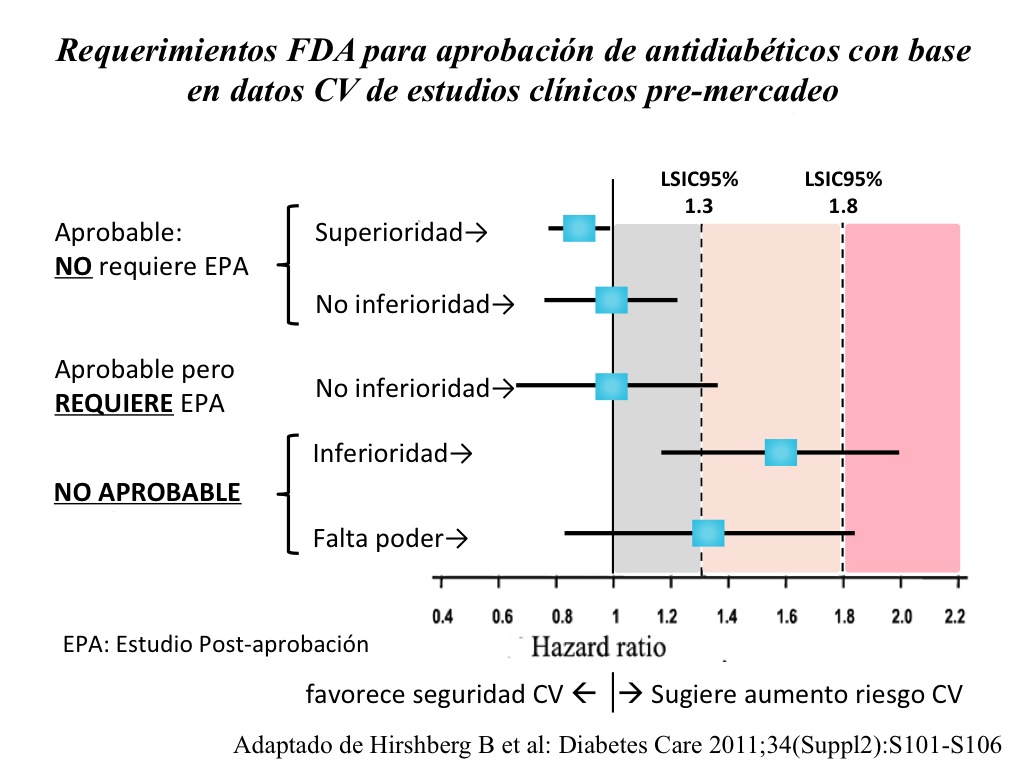 Requerimientos FDA para aprobación de antidiabéticos con base
en datos CV de estudios clínicos pre-mercadeo
LSIC95%
1.3
LSIC95%
1.8
Aprobable:
NO requiere EPA
Superioridad→
No inferioridad→
Aprobable pero
REQUIERE EPA
No inferioridad→
Inferioridad→
NO APROBABLE
Falta poder→
0.4 0.6 0.8 1 1.2 1.4 1.6 1.8 2.0 2.2
Hazard ratio
EPA: Estudio Post-aprobación
favorece seguridad CV ← → Sugiere aumento riesgo CV
Adaptado de Hirshberg B et al: Diabetes Care 2011;34(Suppl2):S101-S106